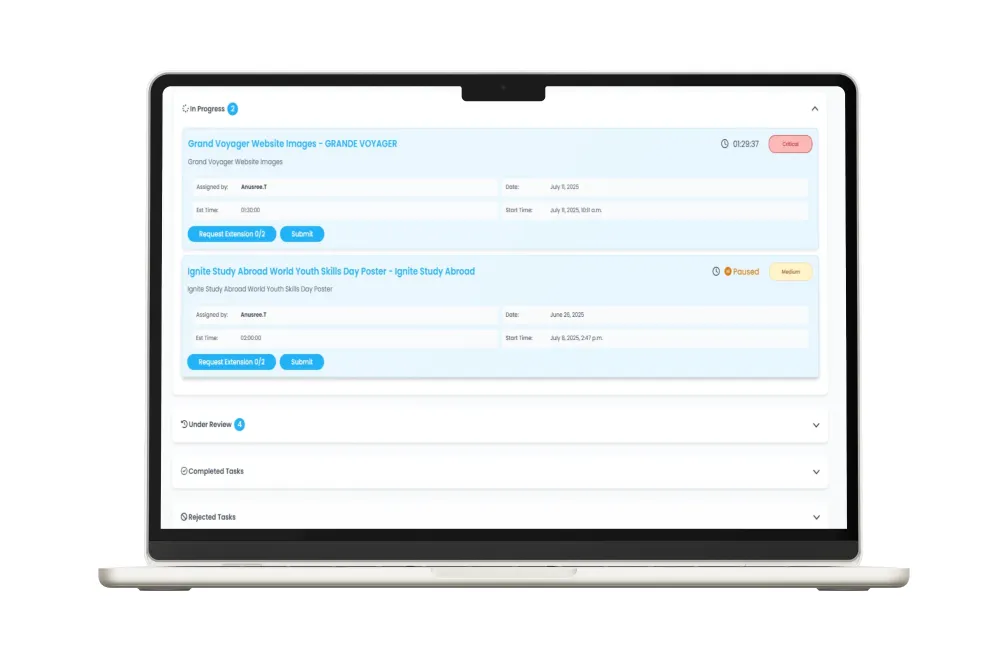 In Progress 2
Grand Voyager Website Images - GRANDE VOYAGER 01:29:37 Critical
Grand Voyager Website Images
Assigned by: Anusree.T Date: July 11, 2025
Est Time: 01:30:00 Start Time: July 11, 2025, 10:11 a.m.
Request Extension 0/2 Submit
Ignite Study Abroad World Youth Skills Day Poster - Ignite Study Abroad Paused Medium
Ignite Study Abroad World Youth Skills Day Poster
Assigned by: Anusree.T Date: June 26, 2025
Est Time: 02:00:00 Start Time: July 8, 2025, 2:47 p.m.
Request Extension 0/2 Submit
Under Review 4
Completed Tasks
Rejected Tasks